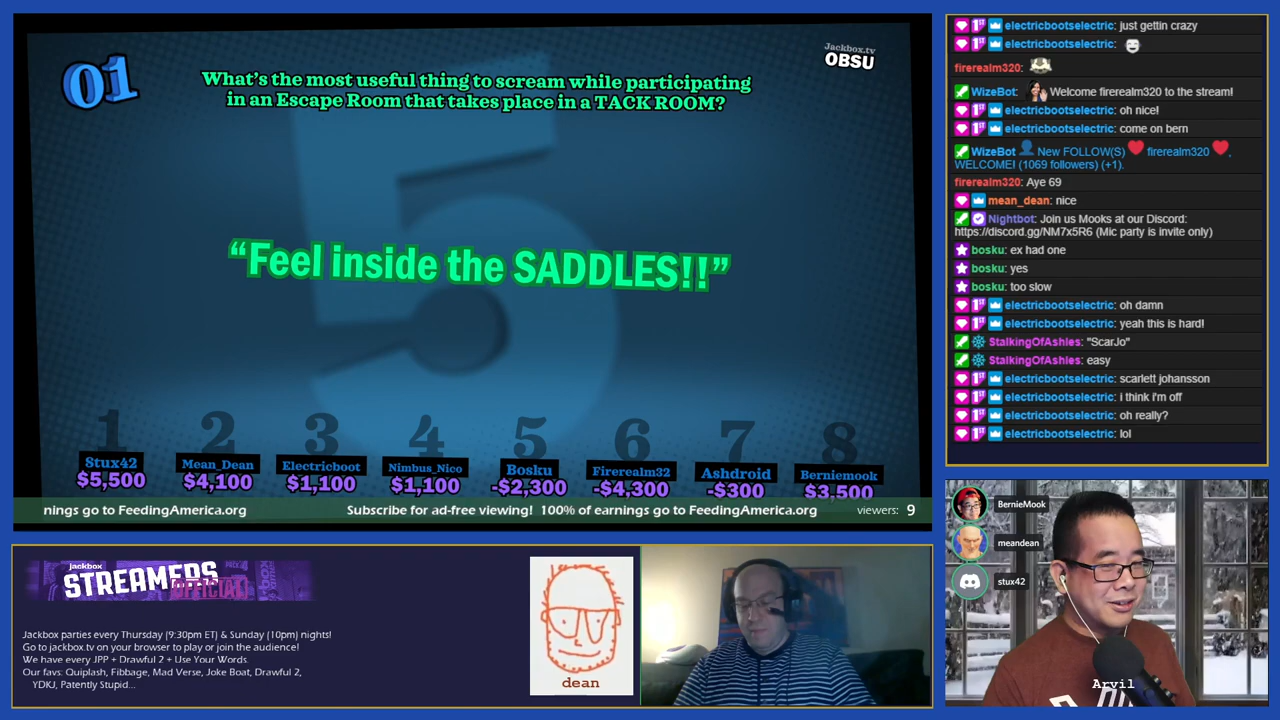 01
What's the most useful thing to scream while participating
in an Escape Room that takes place in a TACK ROOM?
Jackbox.tv
OBSU
5
"Feel inside the SADDLES!!"
1 2 3 4 5 6 7 8
Stux42 Mean_Dean Electricboot Nimbus_Nico Bosku Firerealm32 Ashdroid Berniemook
$5,500 $4,100 $1,100 $1,100 -$2,300 -$4,300 -$300 $3,500
nings go to FeedingAmerica.org Subscribe for ad-free viewing! 100% of earnings go to FeedingAmerica.org viewers: 9
electricbootselectric: just gettin crazy
electricbootselectric:
firerealm320:
WizeBot: Welcome firerealm320 to the stream!
electricbootselectric: oh nice!
electricbootselectric: come on bern
WizeBot New FOLLOW(S) firerealm320 ,
WELCOME! (1069 followers) (+1).
firerealm320: Aye 69
mean_dean: nice
Nightbot: Join us Mooks at our Discord:
https://discord.gg/NM7x5R6 (Mic party is invite only)
bosku: ex had one
bosku: yes
bosku: too slow
electricbootselectric: oh damn
electricbootselectric: yeah this is hard!
StalkingOfAshles: "ScarJo"
StalkingOfAshles: easy
electricbootselectric: scarlett johansson
electricbootselectric: i think i'm off
electricbootselectric: oh really?
electricbootselectric: lol
jackbox
STREAMERS
OFFICIAL
Jackbox parties every Thursday (9:30pm ET) & Sunday (10pm) nights!
Go to jackbox.tv on your browser to play or join the audience!
We have every JPP + Drawful 2 + Use Your Words.
Our favs: Quiplash, Fibbage, Mad Verse, Joke Boat, Drawful 2,
YDKJ, Patently Stupid...
dean
BernieMook
meandean
stux42
Arvil